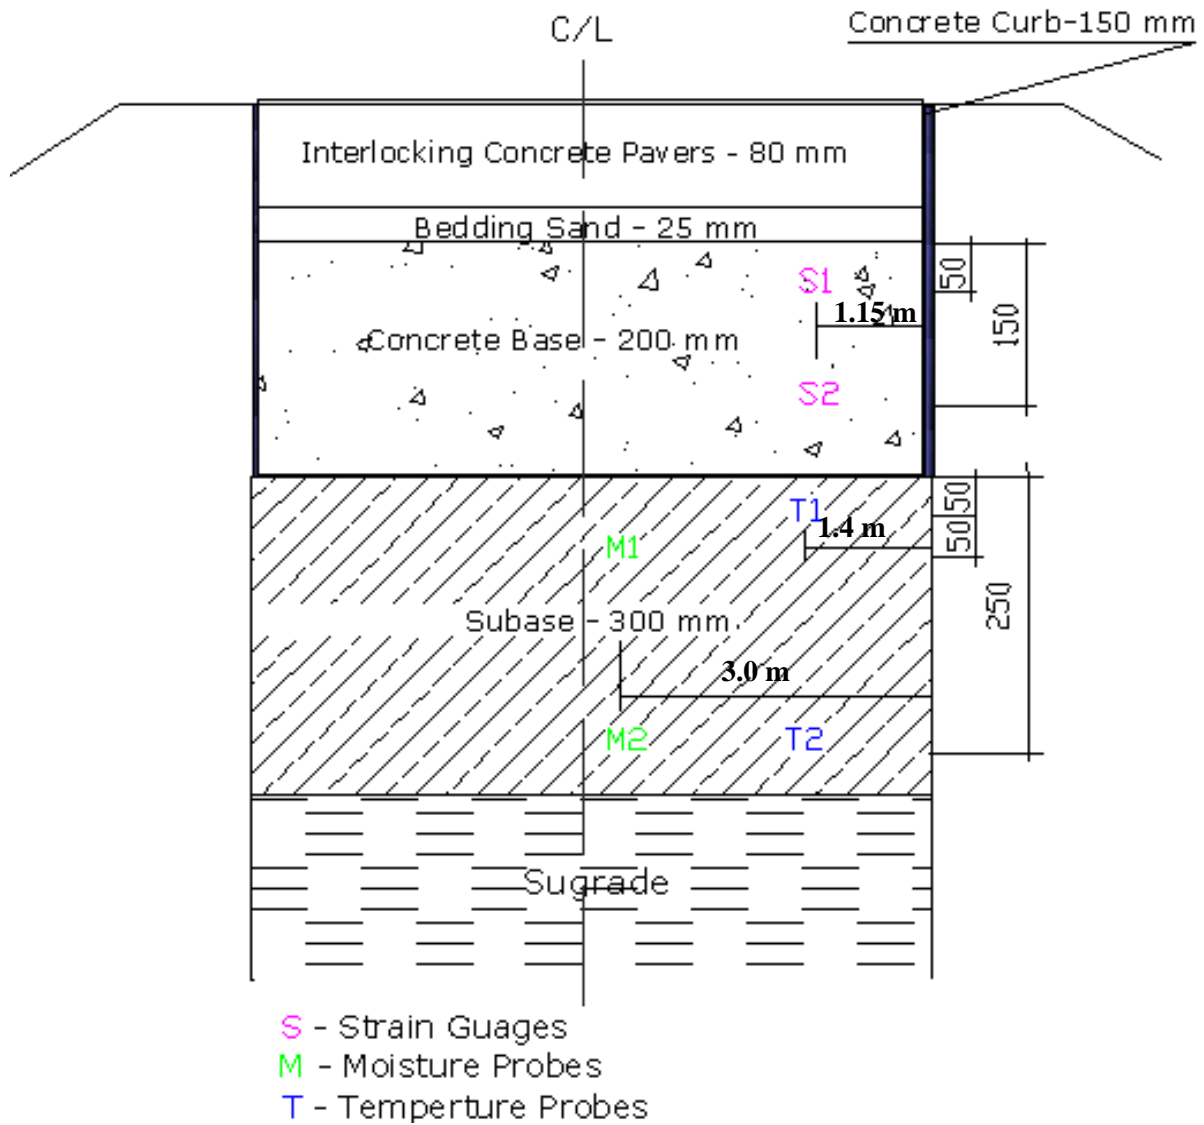 C/L
Concrete Curb-150 mm
Interlocking Concrete Pavers - 80 mm
Bedding Sand - 25 mm
S1
50
1.15 m
150
Concrete Base - 200 mm
S2
T1
50
1.4 m
50
M1
250
Subase - 300 mm
3.0 m
M2
T2
Sugrade
S - Strain Guages
M - Moisture Probes
T - Temperture Probes